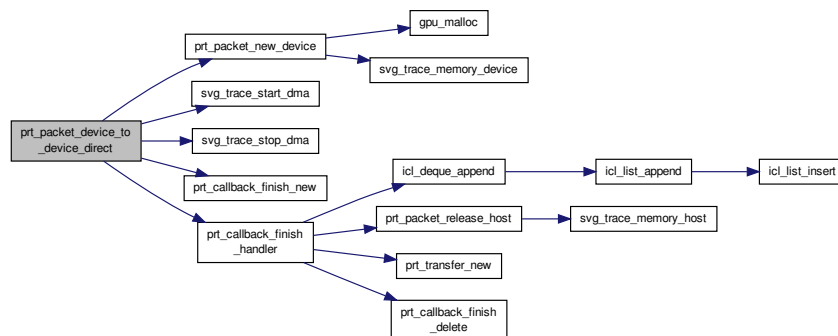 gpu_malloc
prt_packet_new_device
svg_trace_memory_device
svg_trace_start_dma
prt_packet_device_to
_device_direct
svg_trace_stop_dma
prt_callback_finish_new
icl_deque_append
icl_list_append
icl_list_insert
prt_packet_release_host
svg_trace_memory_host
prt_callback_finish
_handler
prt_transfer_new
prt_callback_finish
_delete